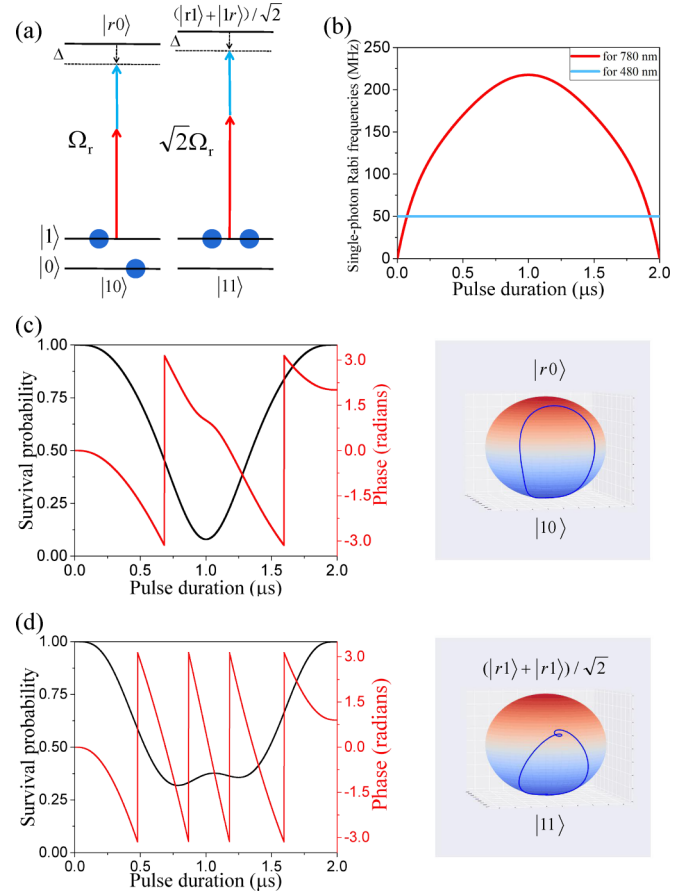 (a)
|r0⟩
(|r1⟩+|1r⟩)/√2
Δ
Δ
Ω_r
√2Ω_r
|1⟩
|0⟩
|10⟩
|11⟩
(b)
Single-photon Rabi frequencies (MHz)
250
200
150
100
50
0
for 780 nm
for 480 nm
0.0 0.5 1.0 1.5 2.0
Pulse duration (μs)
(c)
Survival probability
1.00
0.75
0.50
0.25
0.00
3.0
1.5
0.0
-1.5
-3.0
Phase (radians)
0.0 0.5 1.0 1.5 2.0
Pulse duration (μs)
|r0⟩
|10⟩
(d)
Survival probability
1.00
0.75
0.50
0.25
0.00
3.0
1.5
0.0
-1.5
-3.0
Phase (radians)
0.0 0.5 1.0 1.5 2.0
Pulse duration (μs)
(|r1⟩+|r1⟩)/√2
|11⟩